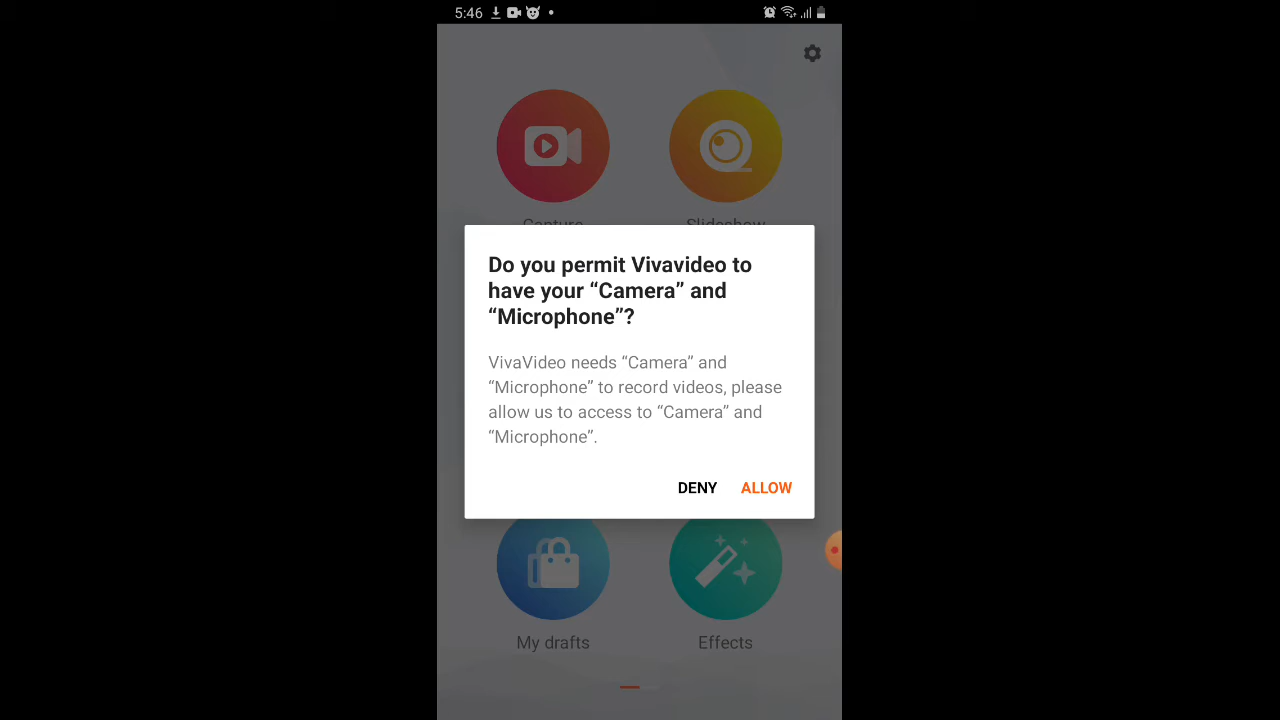 5:46
Capture Slideshow
Do you permit Vivavideo to
have your “Camera” and
“Microphone”?
VivaVideo needs “Camera” and
“Microphone” to record videos, please
allow us to access to “Camera” and
“Microphone”.
DENY ALLOW
My drafts Effects